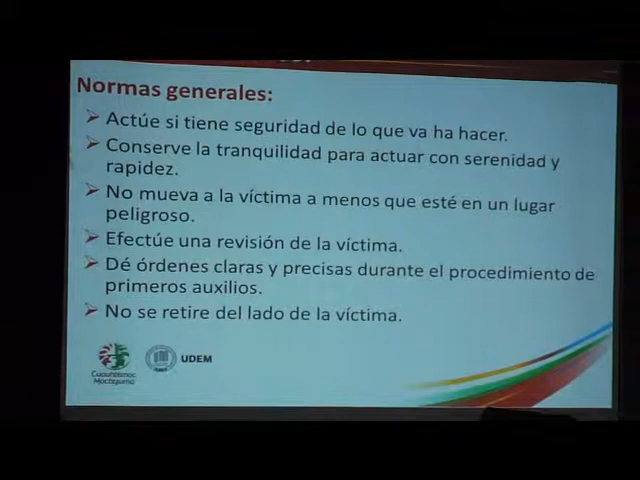 Normas generales:
➢ Actúe si tiene seguridad de lo que va ha hacer.
➢ Conserve la tranquilidad para actuar con serenidad y
rapidez.
➢ No mueva a la víctima a menos que esté en un lugar
peligroso.
➢ Efectúe una revisión de la víctima.
➢ Dé órdenes claras y precisas durante el procedimiento de
primeros auxilios.
➢ No se retire del lado de la víctima.
Cuauhtémoc
Moctezuma
UDEM